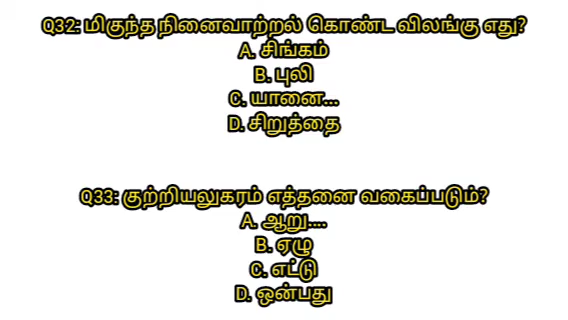 Q32: மிகுந்த நினைவாற்றல் கொண்ட விலங்கு எது?
A. சிங்கம்
B. புலி
C. யானை...
D. சிறுத்தை
Q33: குற்றியலுகரம் எத்தனை வகைப்படும்?
A. ஆறு....
B. ஏழு
C. எட்டு
D. ஒன்பது